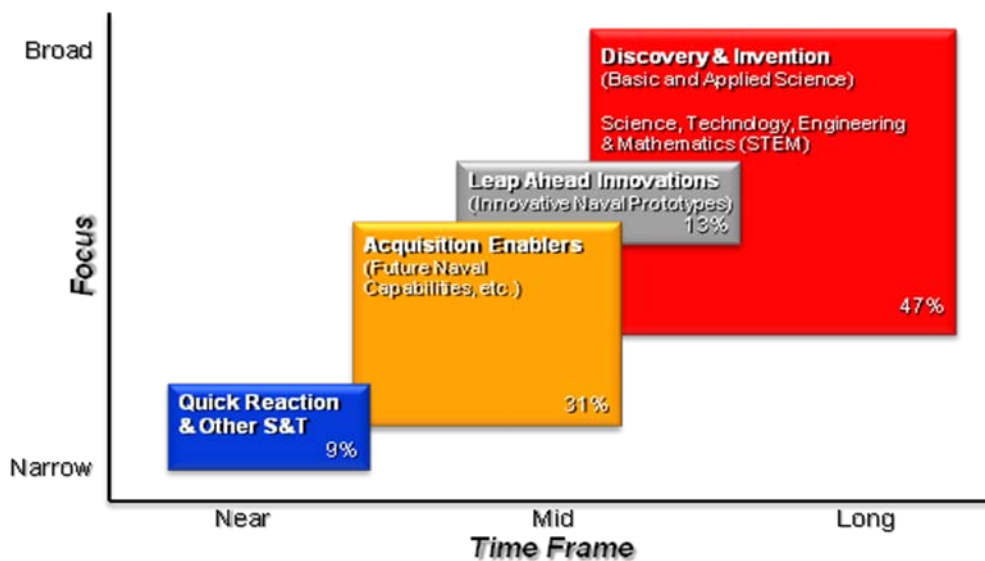 Broad
Discovery & Invention
(Basic and Applied Science)
Science, Technology, Engineering
& Mathematics (STEM)
47%
Leap Ahead Innovations
(Innovative Naval Prototypes)
13%
Acquisition Enablers
(Future Naval
Capabilities, etc.)
31%
Quick Reaction
& Other S&T
9%
Focus
Narrow
Near
Mid
Long
Time Frame